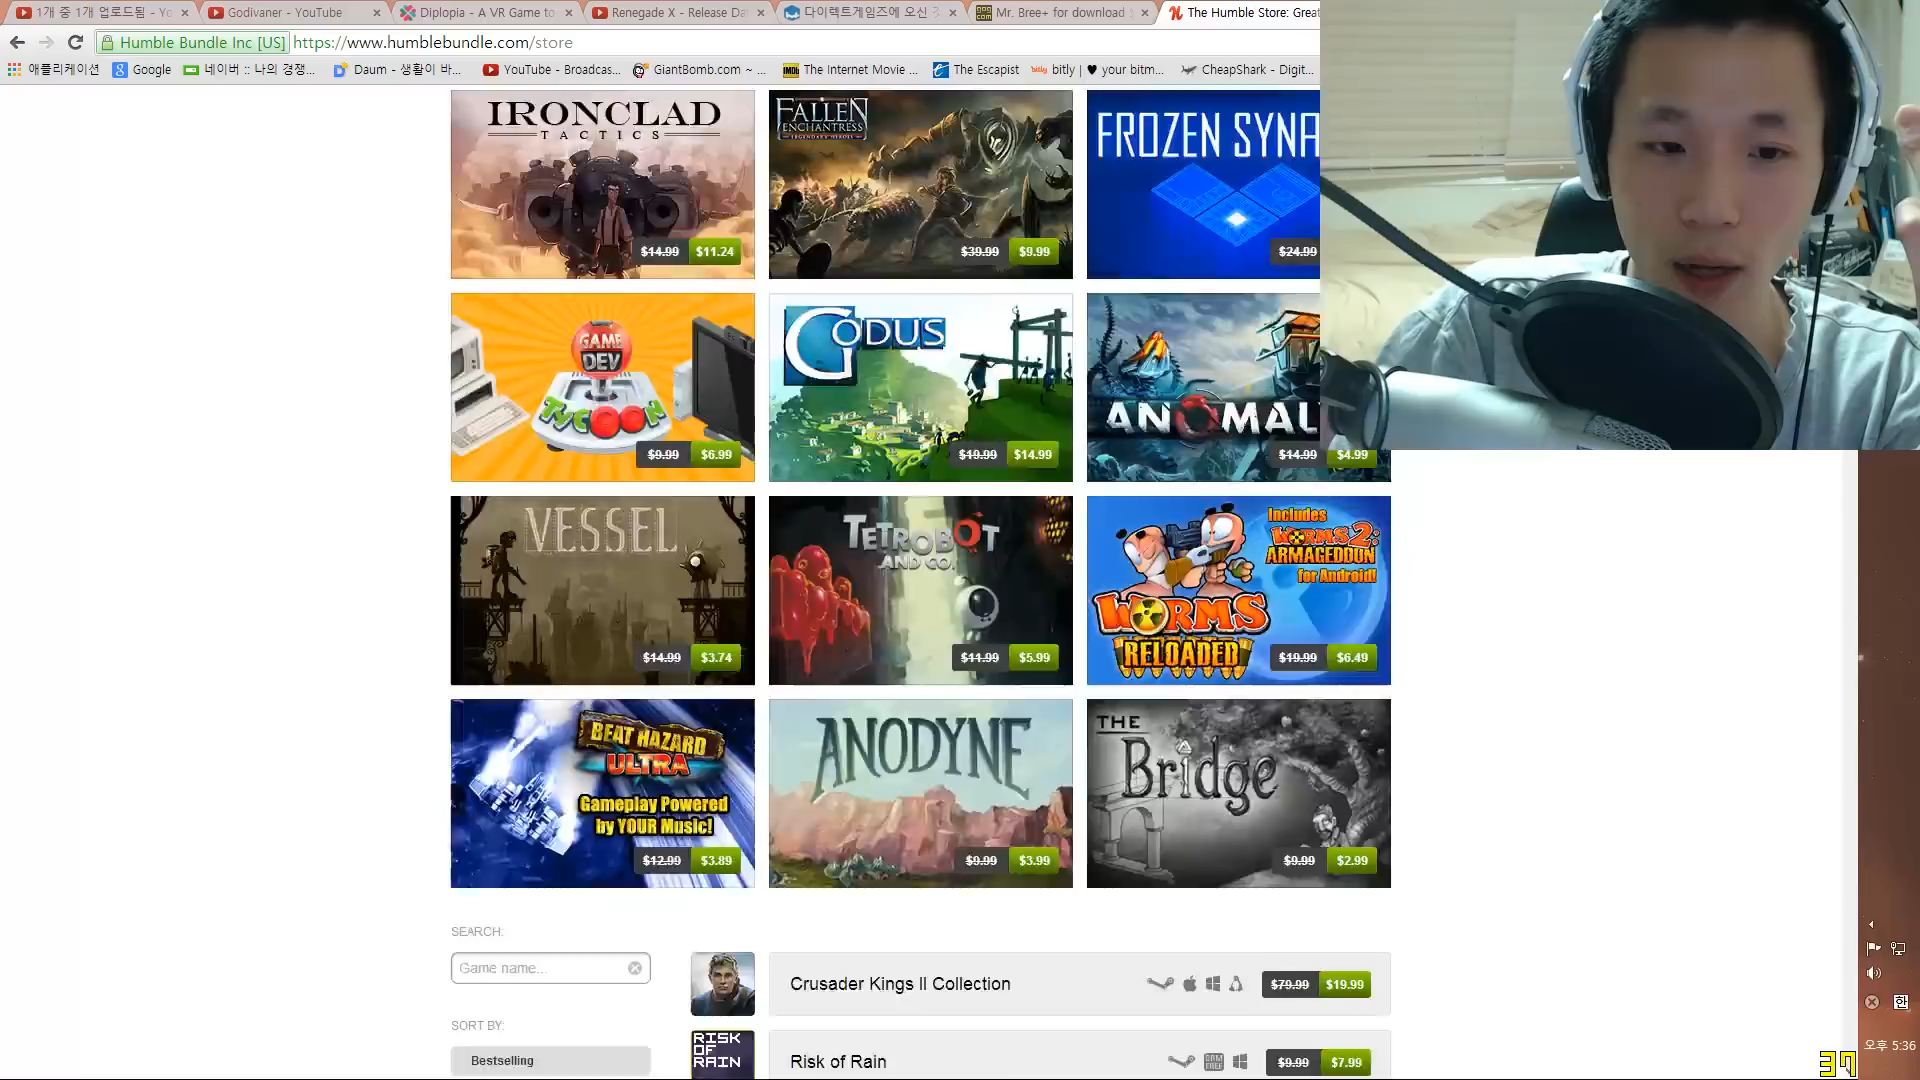 1개 중 1개 업로드됨 - Yo
Godivaner - YouTube
Diplopia - A VR Game to
Renegade X - Release Da
다이렉트게임즈에 오신 것
Mr. Bree+ for download
The Humble Store: Great
Humble Bundle Inc [US]
https://www.humblebundle.com/store
애플리케이션
Google
네이버 :: 나의 경쟁...
Daum - 생활이 바...
YouTube - Broadcas...
GiantBomb.com ~ ...
The Internet Movie ...
The Escapist
bitly | ♥ your bitm...
CheapShark - Digit...
IRONCLAD
TACTICS
$14.99 $11.24
FALLEN
ENCHANTRESS
LEGENDARY HEROES
$39.99 $9.99
FROZEN SYNA
$24.99
GAME
DEV
TYCOON
$9.99 $6.99
GODUS
$19.99 $14.99
ANOMAL
$14.99 $4.99
VESSEL
$14.99 $3.74
TETROBOT
AND CO.
$11.99 $5.99
Includes
WORMS 2:
ARMAGEDDON
for Android!
WORMS
RELOADED
$19.99 $6.49
BEAT HAZARD
ULTRA
Gameplay Powered
by YOUR Music!
$12.99 $3.89
ANODYNE
$9.99 $3.99
THE
Bridge
$9.99 $2.99
SEARCH:
Game name...
SORT BY:
Bestselling
Crusader Kings II Collection
$79.99 $19.99
RISK
OF
RAIN
Risk of Rain
DRM
FREE
$9.99 $7.99
한
오후 5:36
37